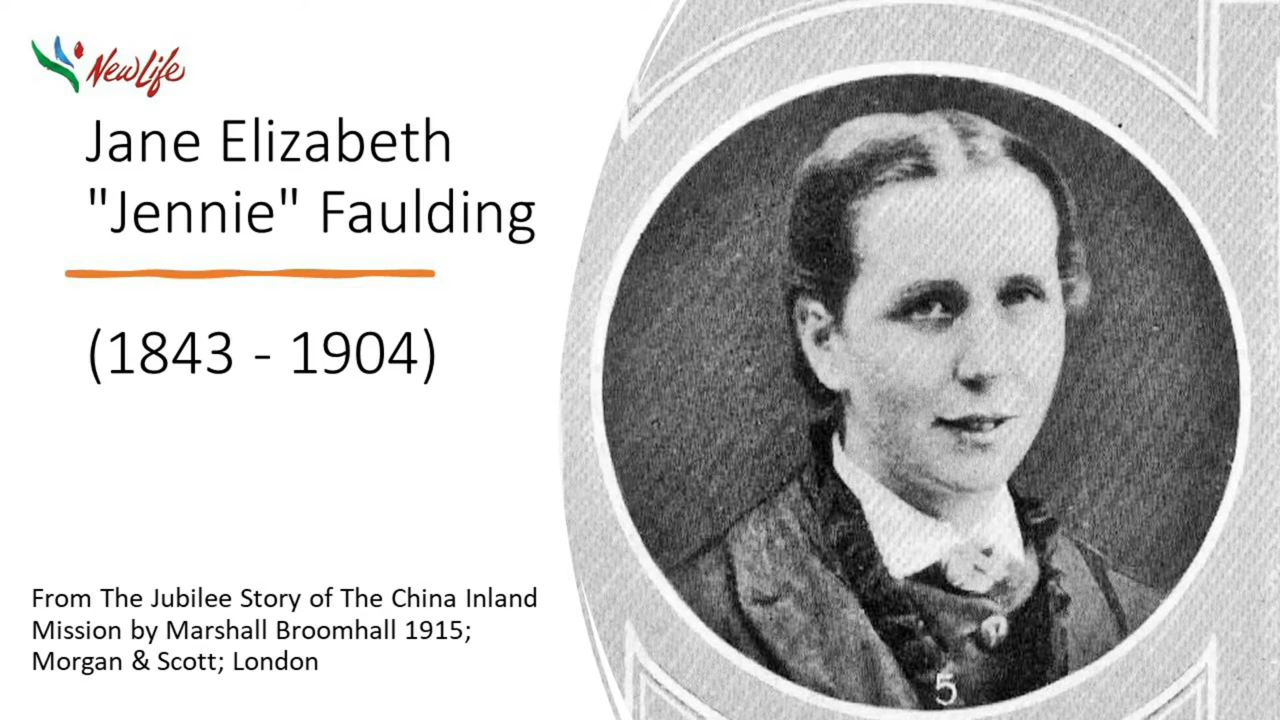 NewLife
Jane Elizabeth
"Jennie" Faulding
(1843 - 1904)
From The Jubilee Story of The China Inland
Mission by Marshall Broomhall 1915;
Morgan & Scott; London
5